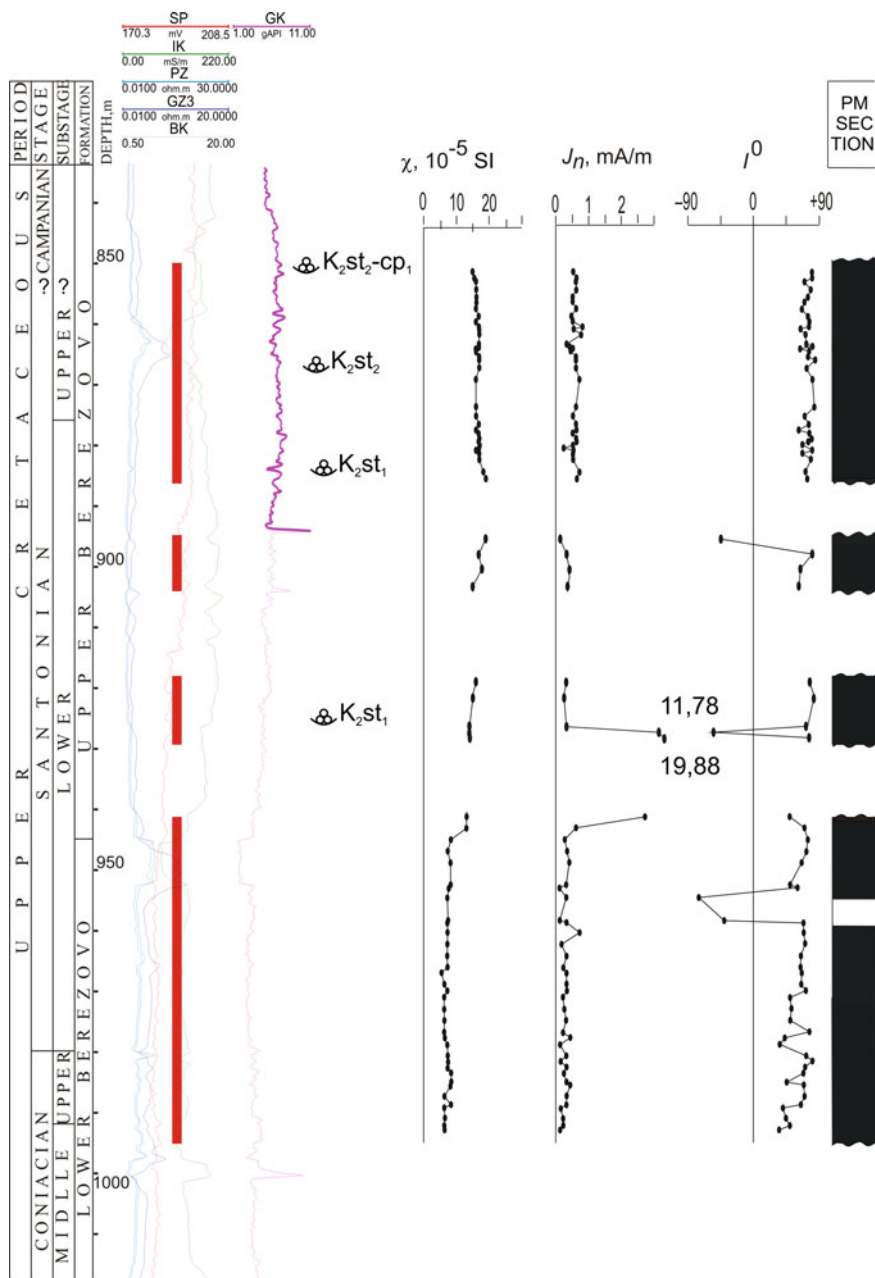 SP
170.3 mV 208.5
IK
0.00 mS/m 220.00
PZ
0.0100 ohm.m 30.0000
GZ3
0.0100 ohm.m 20.0000
BK
0.50 20.00
GK
1.00 gAPI 11.00
PERIOD
STAGE
SUBSTAGE
FORMATION
DEPTH,m
χ, 10⁻⁵ SI
0 10 20
Jₙ, mA/m
0 1 2
I⁰
-90 0 +90
PM
SEC
TION
UPPER CRETACEOUS
CAMPANIAN
?
SANTONIAN
CONIACIAN
?
UPPER
LOWER
UPPER
MIDLLE
UPPER BEREZOVO
LOWER BEREZOVO
850
900
950
1000
K₂st₂-cp₁
K₂st₂
K₂st₁
K₂st₁
11,78
19,88